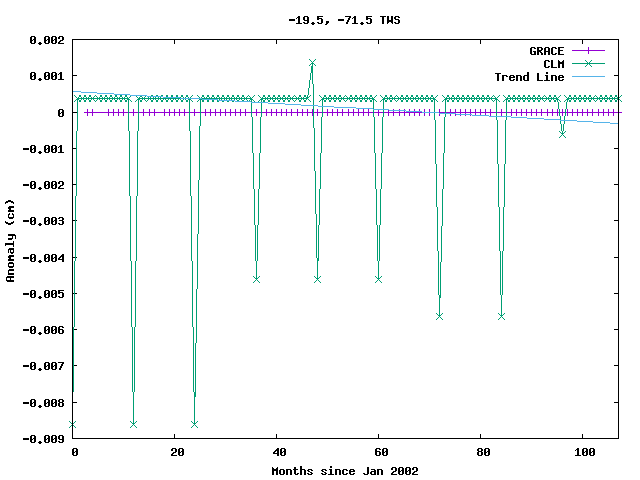 -19.5, -71.5 TWS
GRACE
CLM
Trend Line
0.002
0.001
0
-0.001
-0.002
-0.003
-0.004
-0.005
-0.006
-0.007
-0.008
-0.009
Anomaly (cm)
0 20 40 60 80 100
Months since Jan 2002